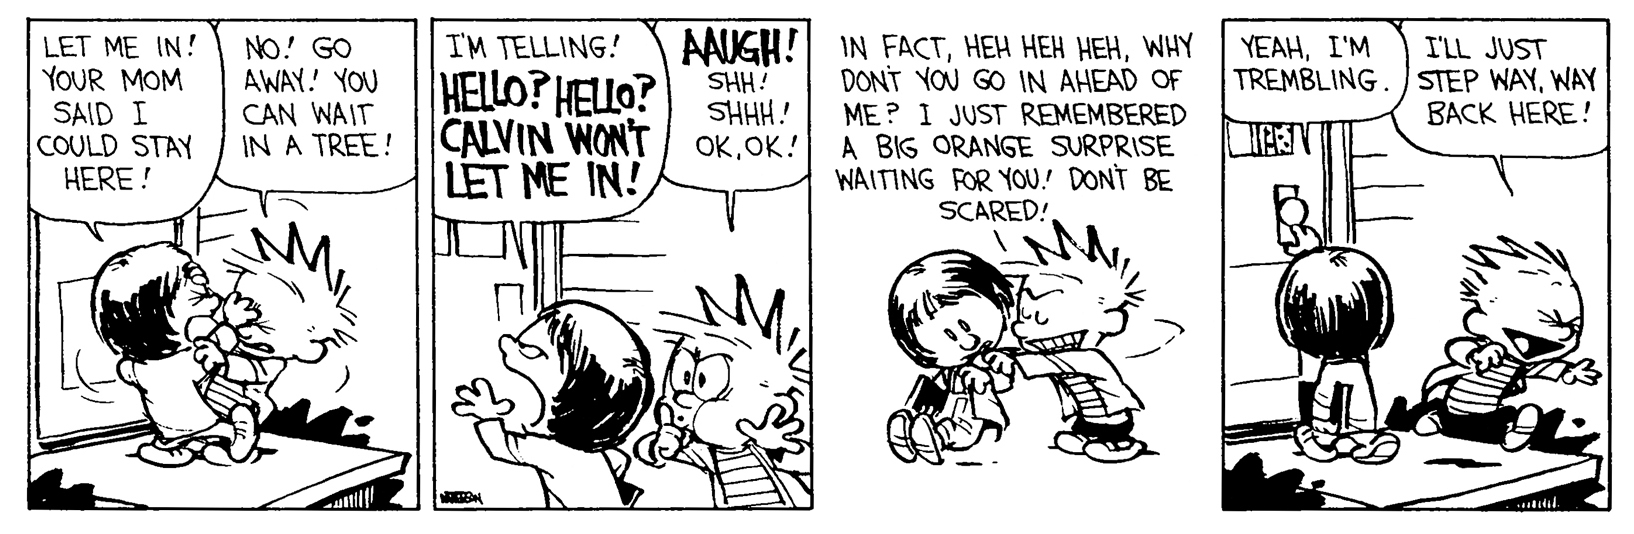 LET ME IN!
YOUR MOM
SAID I
COULD STAY
HERE!
NO! GO
AWAY! YOU
CAN WAIT
IN A TREE!
I'M TELLING!
HELLO? HELLO?
CALVIN WON'T
LET ME IN!
AAUGH!
SHH!
SHHH!
OK, OK!
WATTERSON
IN FACT, HEH HEH HEH, WHY
DON'T YOU GO IN AHEAD OF
ME? I JUST REMEMBERED
A BIG ORANGE SURPRISE
WAITING FOR YOU! DON'T BE
SCARED!
YEAH, I'M
TREMBLING.
I'LL JUST
STEP WAY, WAY
BACK HERE!